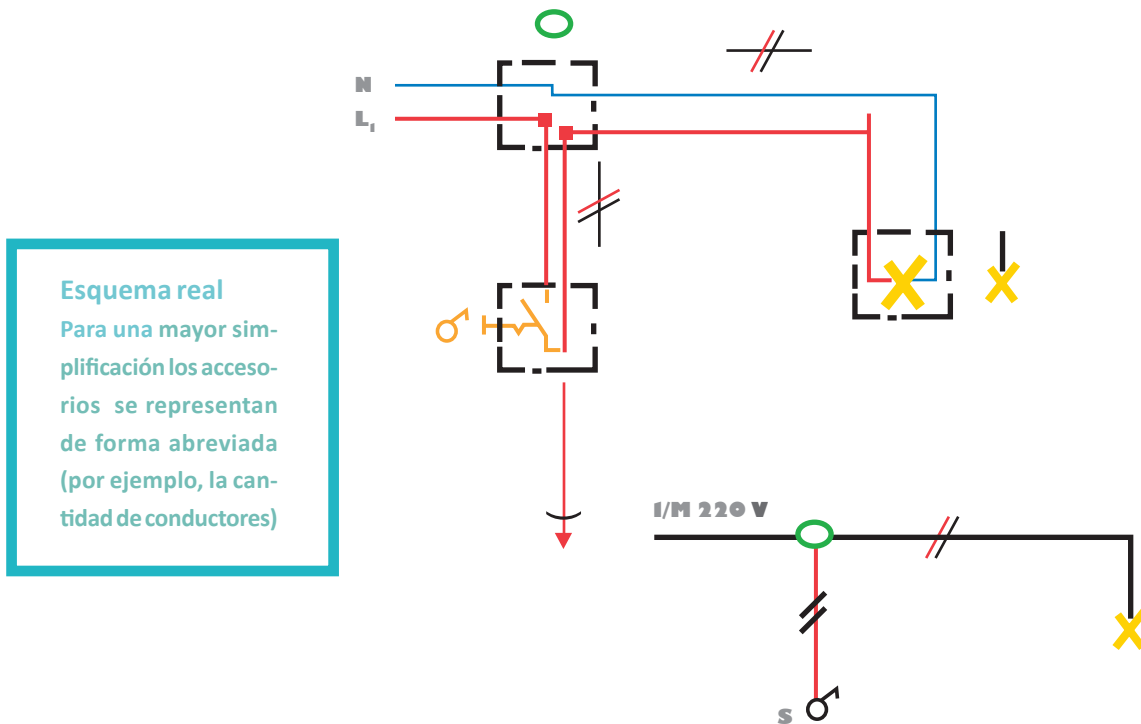 N
L₁
Esquema real
Para una mayor sim-
plificación los acceso-
rios se representan
de forma abreviada
(por ejemplo, la can-
tidad de conductores)
1/M 220 V
S